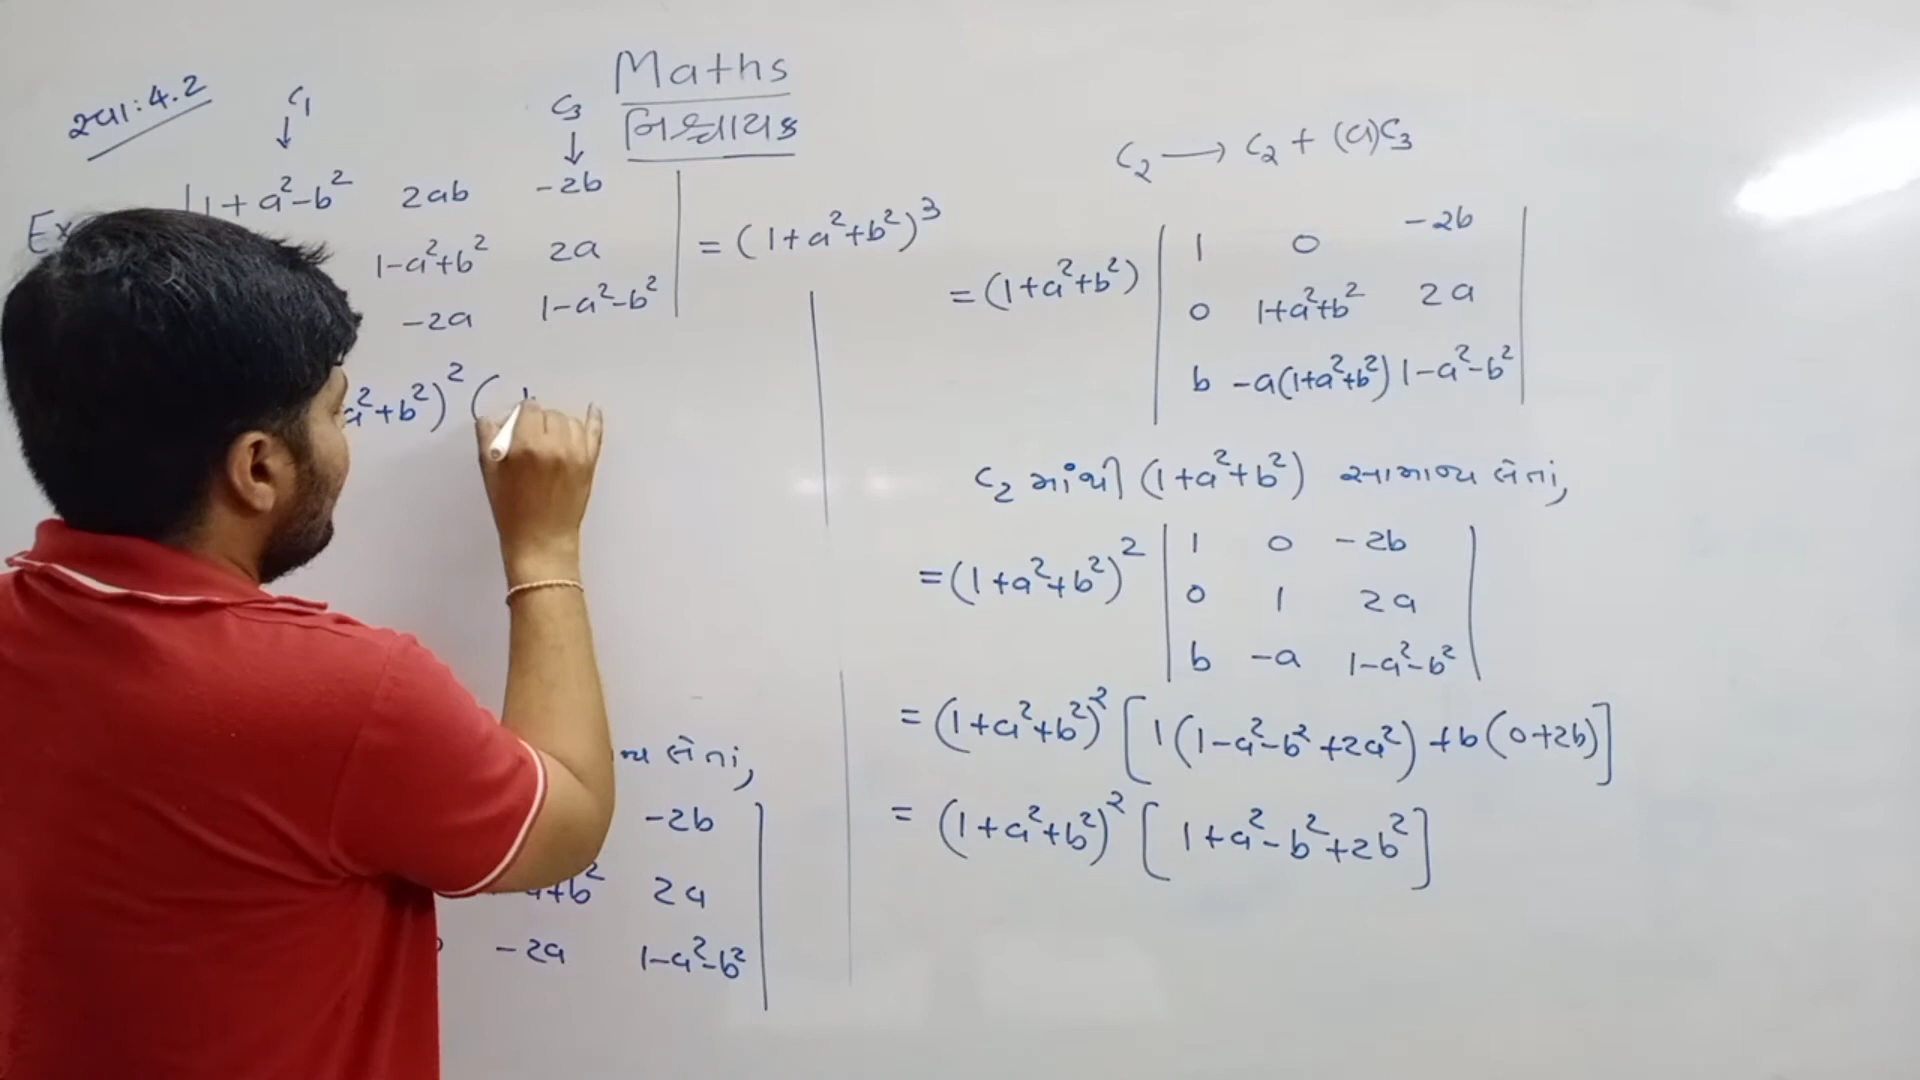 Maths
નિશ્ચાયક
સ્વા: 4.2
C₁ C₃
↓ ↓
| 1+a²-b² 2ab -2b |
1-a²+b² 2a | = (1+a²+b²)³
-2a 1-a²-b² |
a²+b²)² (
લેતાં,
-2b |
a+b² 2a |
-2a 1-a²-b² |
C₂ → C₂ + (a)C₃
= (1+a²+b²) | 1 0 -2b |
| 0 1+a²+b² 2a |
| b -a(1+a²+b²) 1-a²-b² |
C₂ માંથી (1+a²+b²) સામાન્ય લેતાં,
= (1+a²+b²)² | 1 0 -2b |
| 0 1 2a |
| b -a 1-a²-b² |
= (1+a²+b²)² [1(1-a²-b²+2a²) + b(0+2b)]
= (1+a²+b²)² [1+a²-b²+2b²]